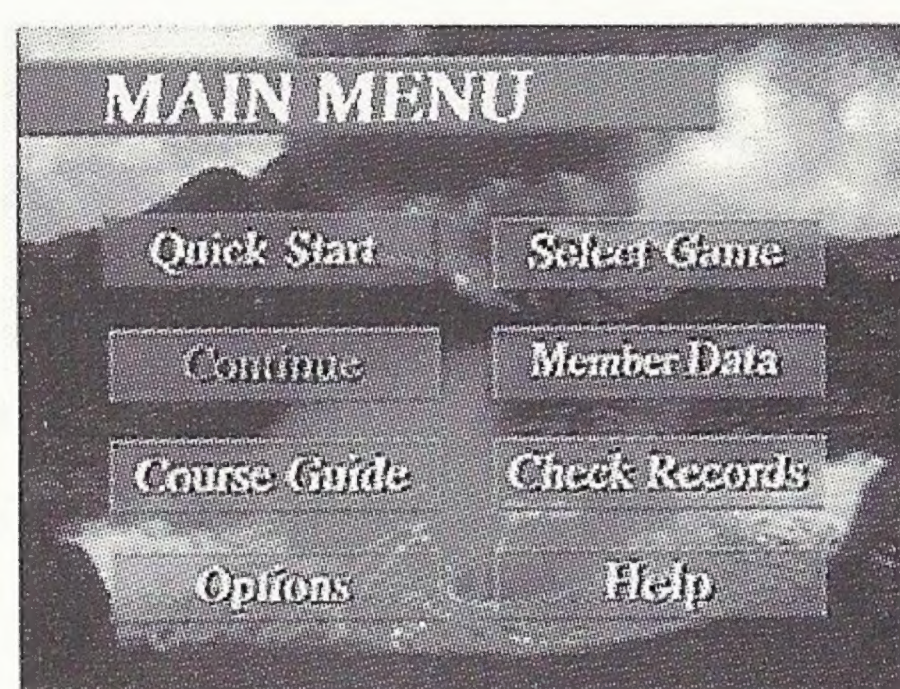 MAIN MENU
Quick Start
Select Game
Continue
Member Data
Course Guide
Check Records
Options
Help